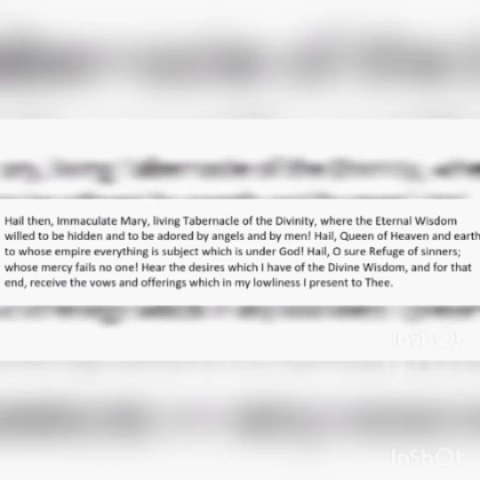 Hail then, Immaculate Mary, living Tabernacle of the Divinity, where the Eternal Wisdom
willed to be hidden and to be adored by angels and by men! Hail, Queen of Heaven and earth
to whose empire everything is subject which is under God! Hail, O sure Refuge of sinners;
whose mercy fails no one! Hear the desires which I have of the Divine Wisdom, and for that
end, receive the vows and offerings which in my lowliness I present to Thee.
InShOt
InShOt